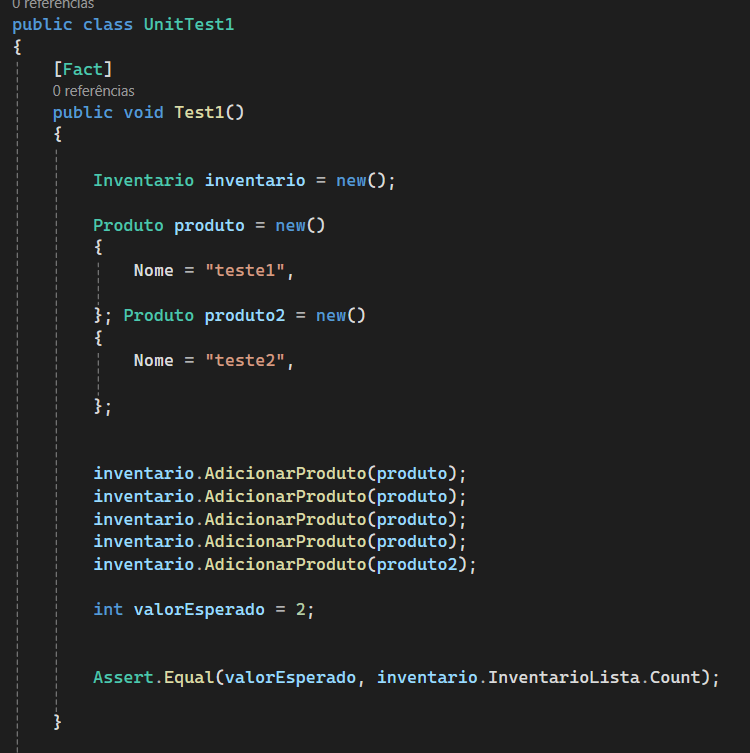 0 referências
public class UnitTest1
{
[Fact]
0 referências
public void Test1()
{
Inventario inventario = new();
Produto produto = new()
{
Nome = "teste1",
}; Produto produto2 = new()
{
Nome = "teste2",
};
inventario.AdicionarProduto(produto);
inventario.AdicionarProduto(produto);
inventario.AdicionarProduto(produto);
inventario.AdicionarProduto(produto);
inventario.AdicionarProduto(produto2);
int valorEsperado = 2;
Assert.Equal(valorEsperado, inventario.InventarioLista.Count);
}